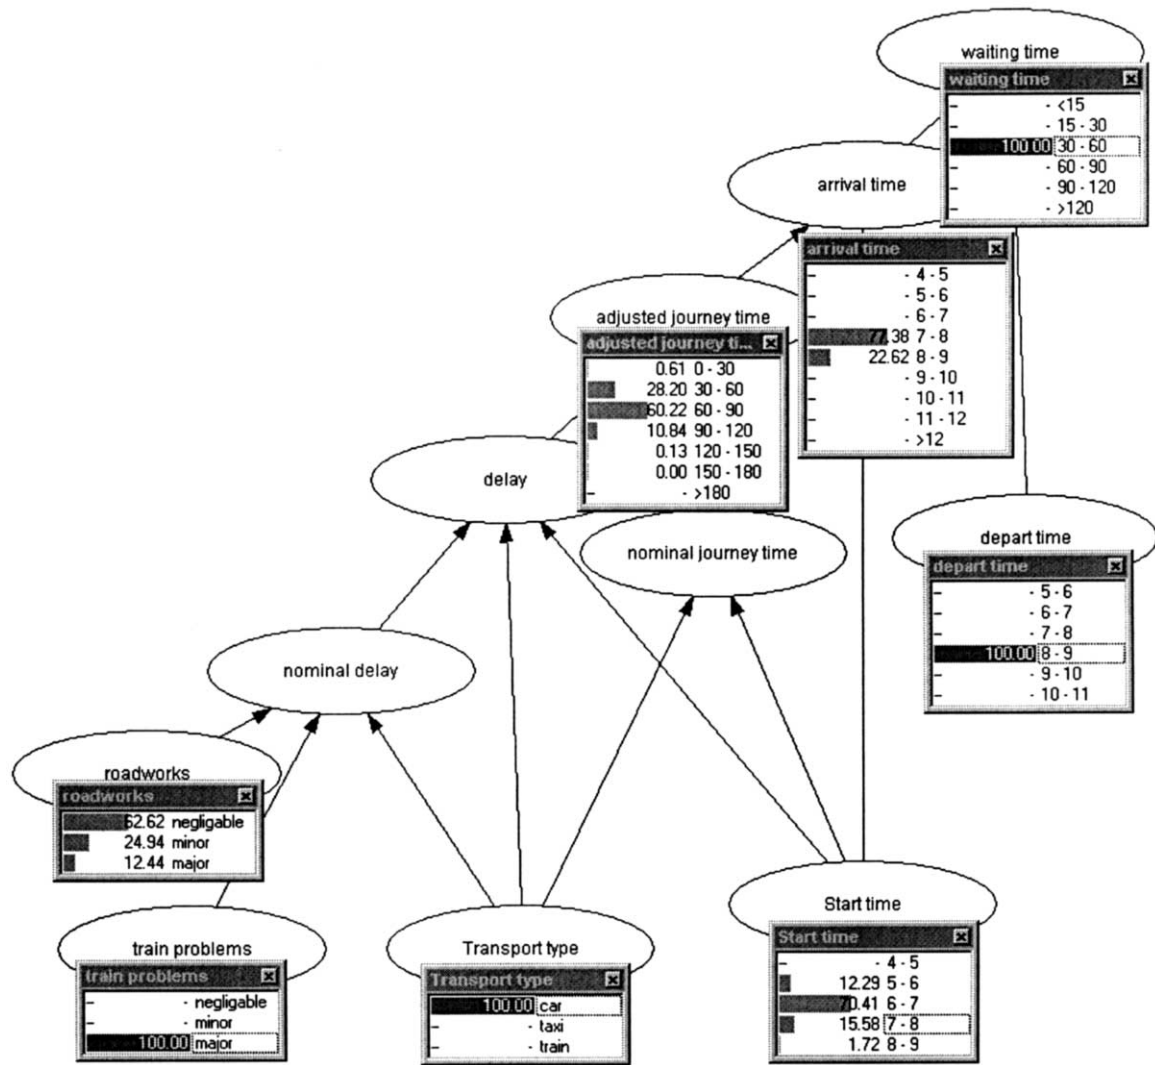 waiting time
waiting time
- - <15
- - 15 - 30
100.00 30 - 60
- - 60 - 90
- - 90 - 120
- - >120
arrival time
arrival time
- - 4 - 5
- - 5 - 6
- - 6 - 7
77.38 7 - 8
22.62 8 - 9
- - 9 - 10
- - 10 - 11
- - 11 - 12
- - >12
adjusted journey time
adjusted journey ti...
0.61 0 - 30
28.20 30 - 60
60.22 60 - 90
10.84 90 - 120
0.13 120 - 150
0.00 150 - 180
- - >180
delay
nominal journey time
depart time
depart time
- - 5 - 6
- - 6 - 7
- - 7 - 8
100.00 8 - 9
- - 9 - 10
- - 10 - 11
nominal delay
roadworks
roadworks
62.62 negligable
24.94 minor
12.44 major
train problems
train problems
- - negligable
- - minor
100.00 major
Transport type
Transport type
100.00 car
- - taxi
- - train
Start time
Start time
- - 4 - 5
12.29 5 - 6
70.41 6 - 7
15.58 7 - 8
1.72 8 - 9